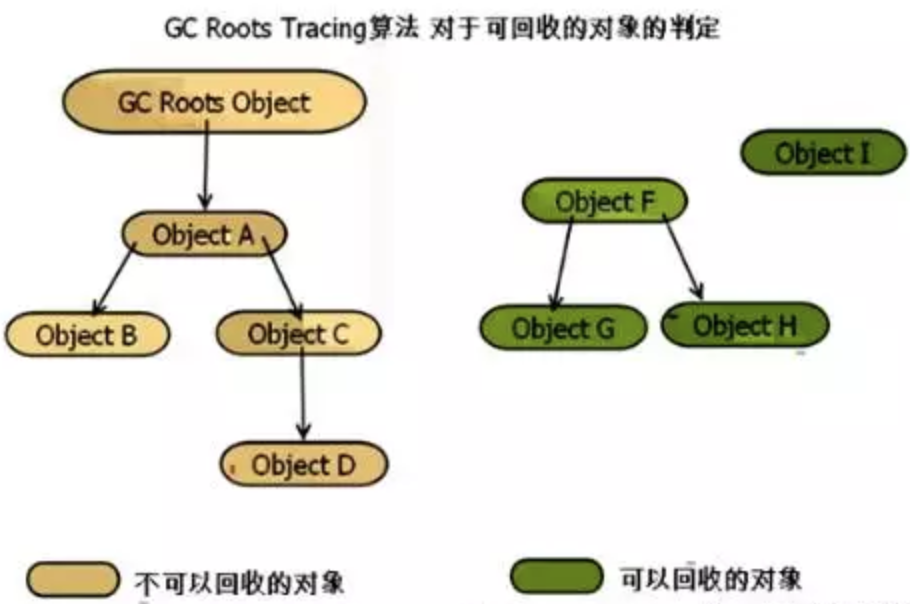 GC Roots Tracing算法 对于可回收的对象的判定
GC Roots Object
Object I
Object F
Object A
Object B
Object C
Object G
Object H
Object D
不可以回收的对象
可以回收的对象